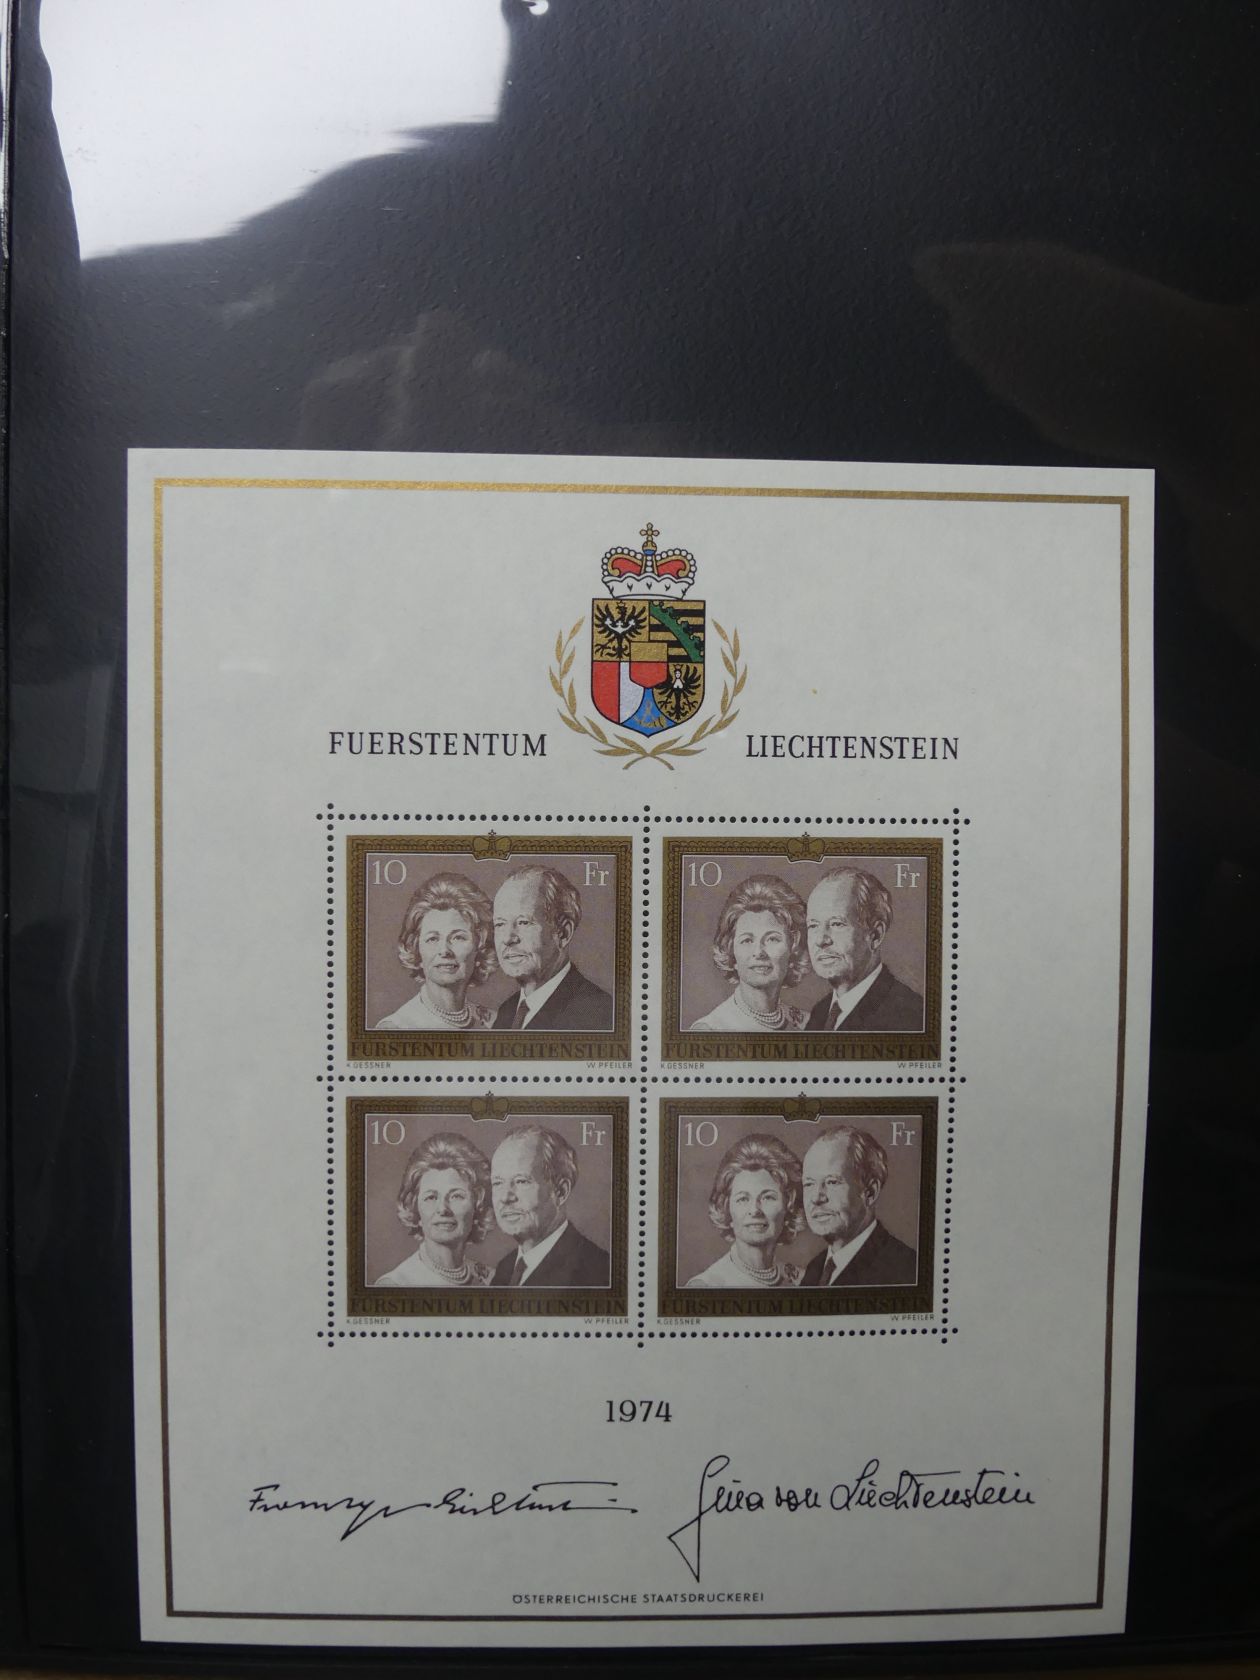 FUERSTENTUM LIECHTENSTEIN
10 Fr
FÜRSTENTUM LIECHTENSTEIN
K GESSNER W PFEILER
10 Fr
FÜRSTENTUM LIECHTENSTEIN
K GESSNER W PFEILER
10 Fr
FÜRSTENTUM LIECHTENSTEIN
K GESSNER W PFEILER
10 Fr
FÜRSTENTUM LIECHTENSTEIN
K GESSNER W PFEILER
1974
Gina von Liechtenstein
ÖSTERREICHISCHE STAATSDRUCKEREI